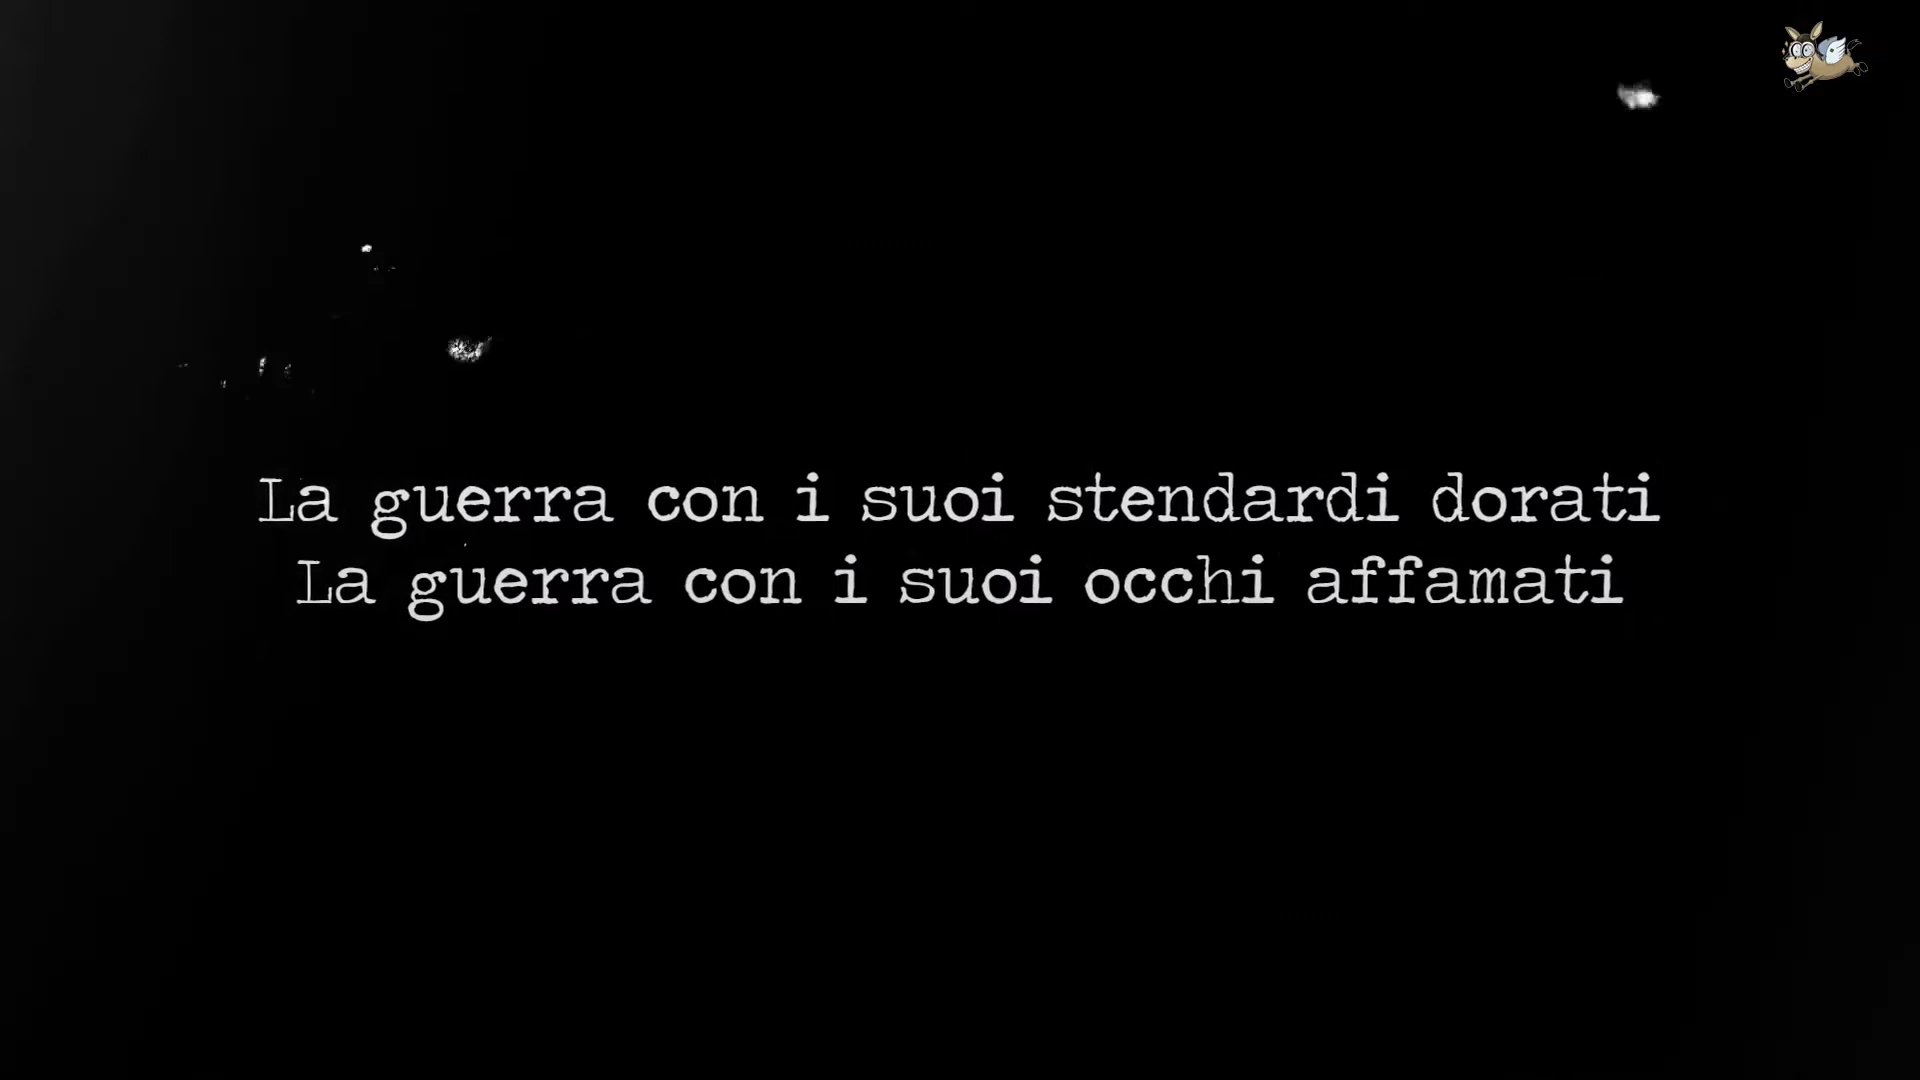 La guerra con i suoi stendardi dorati
La guerra con i suoi occhi affamati